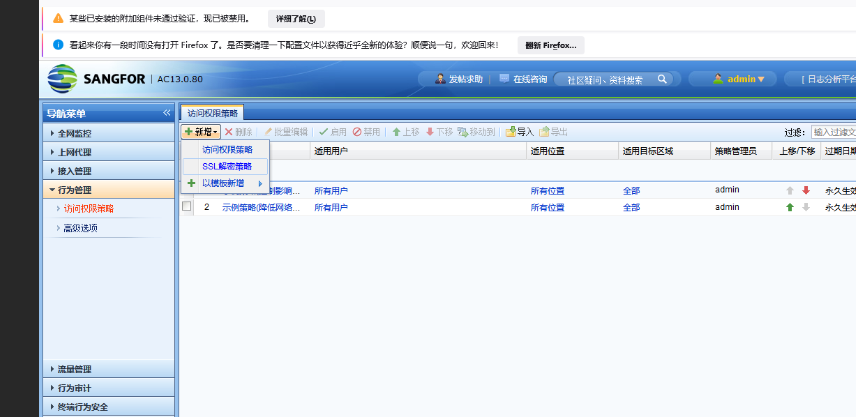 某些已安装的附加组件未通过验证，现已被禁用。 详细了解(L)
看起来你有一段时间没有打开 Firefox 了。是否要清理一下配置文件以获得近乎全新的体验？顺便说一句，欢迎回来！ 翻新 Firefox...
SANGFOR | AC13.0.80 发帖求助 在线咨询 社区疑问、资料搜索 admin [ 日志分析平台
导航菜单 访问权限策略
全网监控 新增 删除 批量编辑 启用 禁用 上移 下移 移动到 导入 导出 过滤： 输入过滤文
上网代理 访问权限策略 适用用户 适用位置 适用目标区域 策略管理员 上移/下移 过期日期
接入管理 SSL解密策略
行为管理 以模板新增 所有用户 所有位置 全部 admin 永久生效
访问权限策略 2 示例策略(降低网络... 所有用户 所有位置 全部 admin 永久生效
高级选项
流量管理
行为审计
终端行为安全